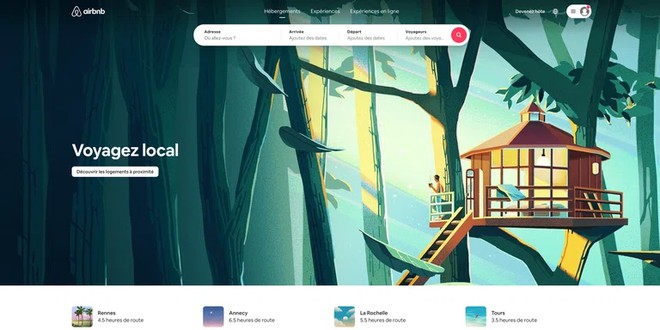 airbnb
Hébergements Expériences Expériences en ligne
Devenez hôte
Adresse
Où allez-vous ?
Arrivée
Ajoutez des dates
Départ
Ajoutez des dates
Voyageurs
Ajoutez des voya...
Voyagez local
Découvrir les logements à proximité
Rennes
4.5 heures de route
Annecy
6.5 heures de route
La Rochelle
5.5 heures de route
Tours
3.5 heures de route